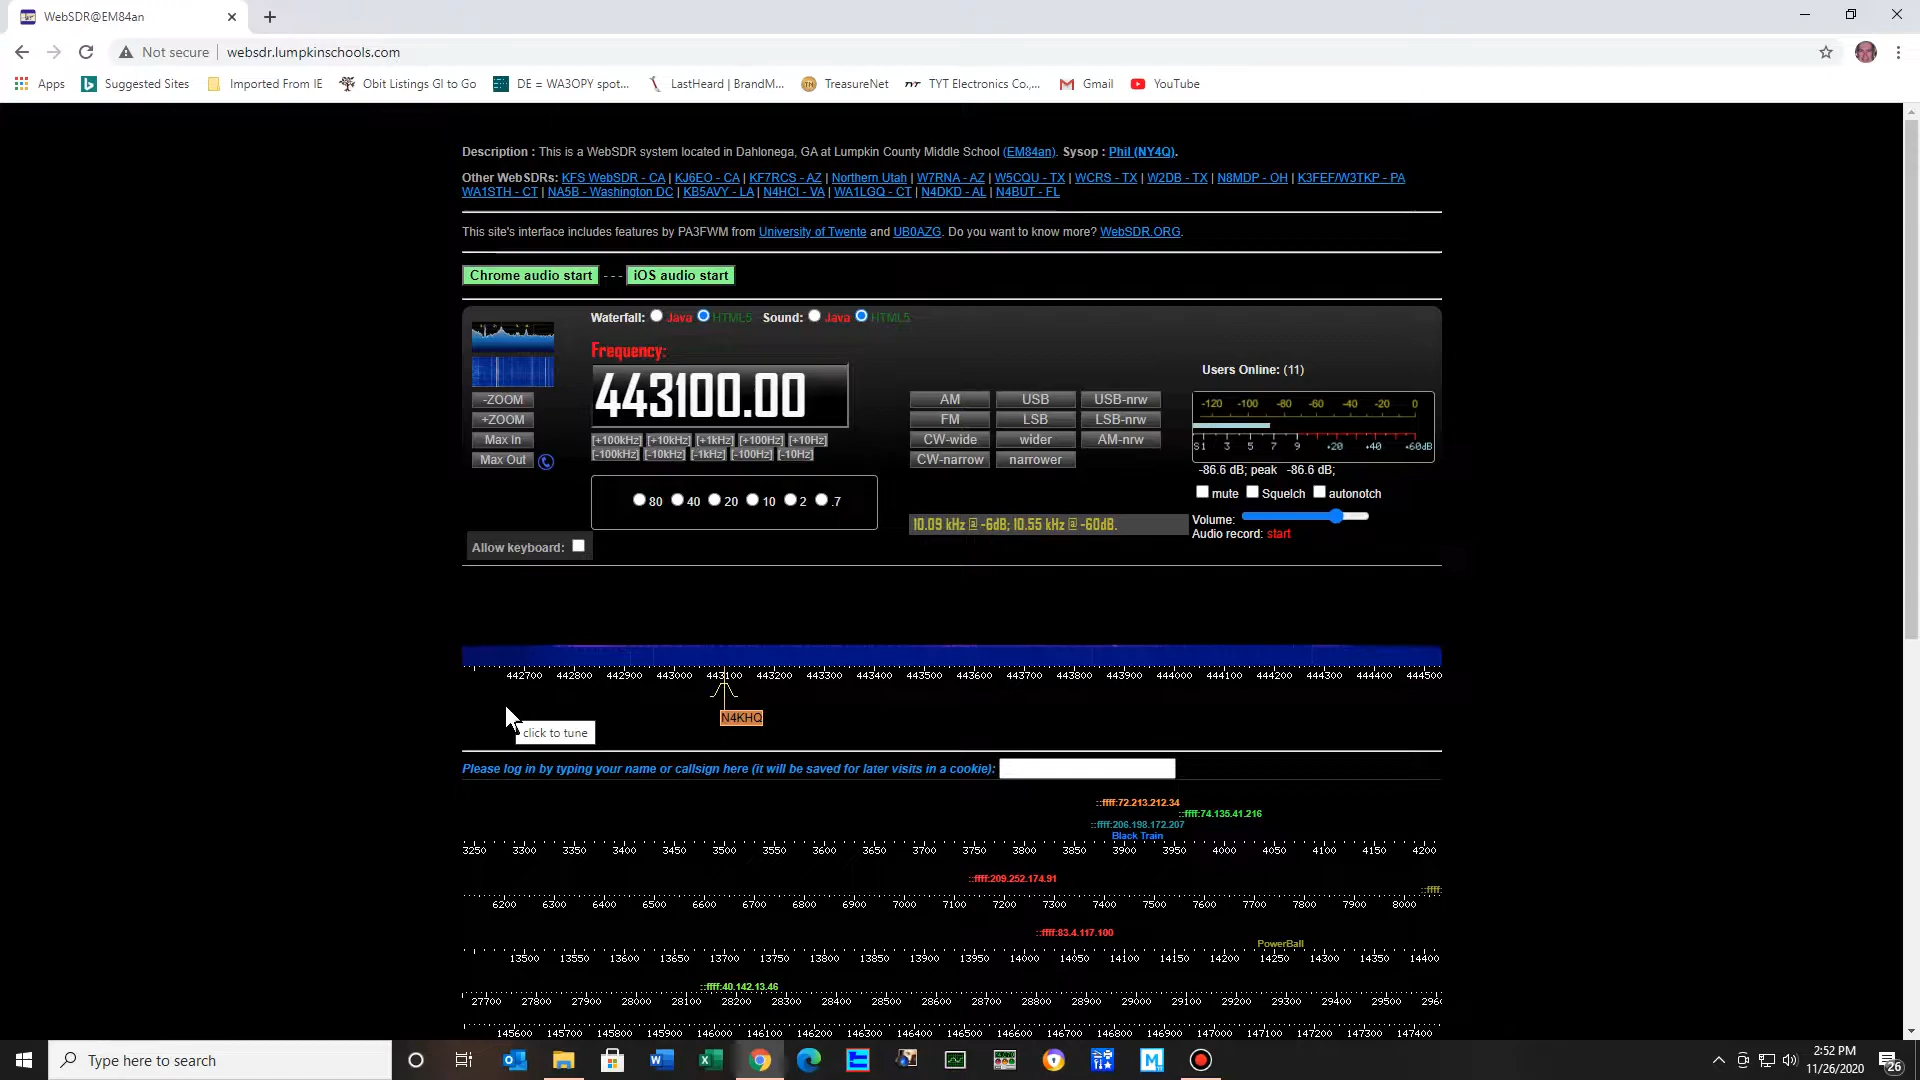 WebSDR@EM84an
Not secure | websdr.lumpkinschools.com
Apps Suggested Sites Imported From IE Obit Listings Gl to Go DE = WA3OPY spot... LastHeard | BrandM... TreasureNet TYT Electronics Co.,... Gmail YouTube
Description : This is a WebSDR system located in Dahlonega, GA at Lumpkin County Middle School (EM84an). Sysop : Phil (NY4Q).
Other WebSDRs: KFS WebSDR - CA | KJ6EO - CA | KF7RCS - AZ | Northern Utah | W7RNA - AZ | W5CQU - TX | WCRS - TX | W2DB - TX | N8MDP - OH | K3FEF/W3TKP - PA
WA1STH - CT | NA5B - Washington DC | KB5AVY - LA | N4HCI - VA | WA1LGQ - CT | N4DKD - AL | N4BUT - FL
This site's interface includes features by PA3FWM from University of Twente and UB0AZG. Do you want to know more? WebSDR.ORG.
Chrome audio start - - - iOS audio start
Waterfall: Java HTML5 Sound: Java HTML5
Frequency:
443100.00
[+100kHz] [+10kHz] [+1kHz] [+100Hz] [+10Hz]
[-100kHz] [-10kHz] [-1kHz] [-100Hz] [-10Hz]
-ZOOM
+ZOOM
Max In
Max Out
80 40 20 10 2 .7
Allow keyboard:
AM USB USB-nrw
FM LSB LSB-nrw
CW-wide wider AM-nrw
CW-narrow narrower
10.09 kHz @ -6dB; 10.55 kHz @ -60dB.
Users Online: (11)
-120 -100 -80 -60 -40 -20 0
S1 3 5 7 9 +20 +40 +60dB
-86.6 dB; peak -86.6 dB;
mute Squelch autonotch
Volume:
Audio record: start
442700 442800 442900 443000 443100 443200 443300 443400 443500 443600 443700 443800 443900 444000 444100 444200 444300 444400 444500
N4KHQ
click to tune
Please log in by typing your name or callsign here (it will be saved for later visits in a cookie):
::ffff:72.213.212.34
::ffff:74.135.41.216
::ffff:206.198.172.207
Black Train
3250 3300 3350 3400 3450 3500 3550 3600 3650 3700 3750 3800 3850 3900 3950 4000 4050 4100 4150 4200
::ffff:209.252.174.91
::ffff:
6200 6300 6400 6500 6600 6700 6800 6900 7000 7100 7200 7300 7400 7500 7600 7700 7800 7900 8000
::ffff:83.4.117.100
PowerBall
13500 13550 13600 13650 13700 13750 13800 13850 13900 13950 14000 14050 14100 14150 14200 14250 14300 14350 14400
::ffff:40.142.13.46
27700 27800 27900 28000 28100 28200 28300 28400 28500 28600 28700 28800 28900 29000 29100 29200 29300 29400 29500 296
145600 145700 145800 145900 146000 146100 146200 146300 146400 146500 146600 146700 146800 146900 147000 147100 147200 147300 147400
Type here to search
2:52 PM
11/26/2020
26